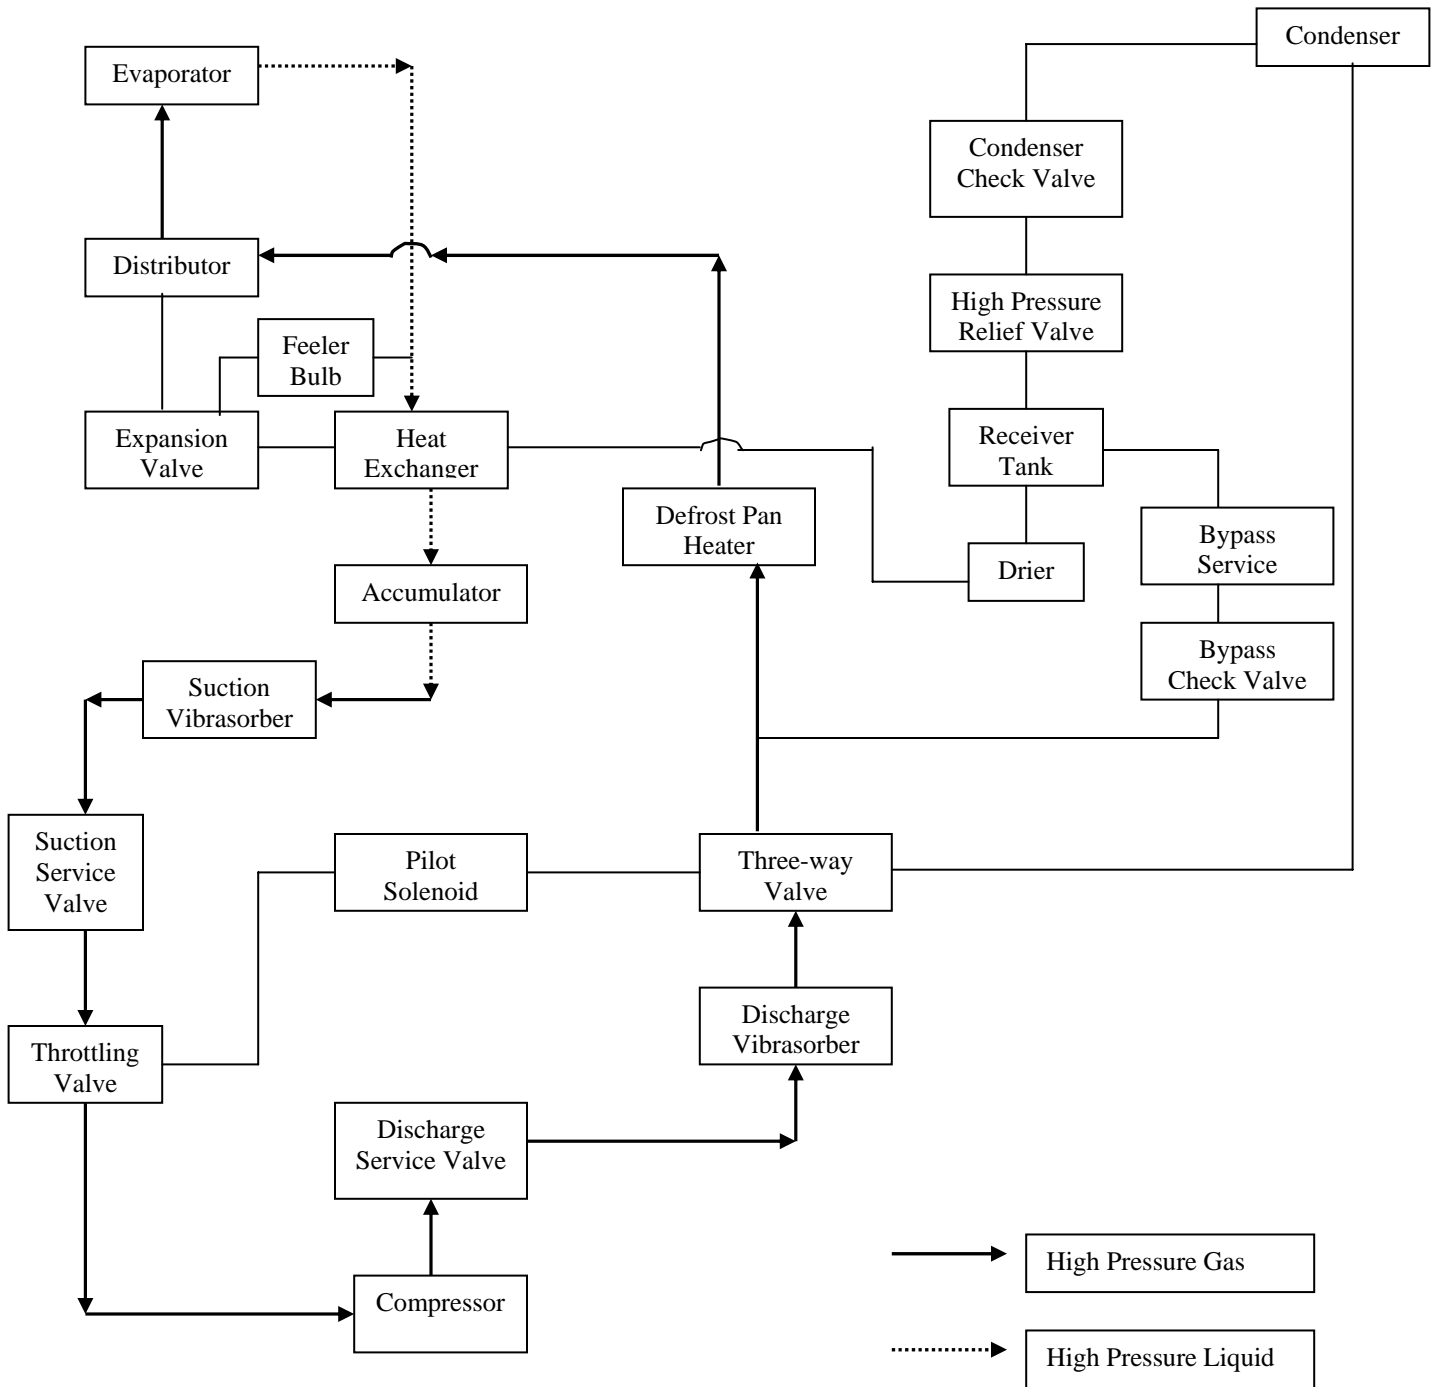 Condenser
Evaporator
Condenser
Check Valve
Distributor
High Pressure
Relief Valve
Feeler
Bulb
Expansion
Valve
Heat
Exchanger
Receiver
Tank
Defrost Pan
Heater
Bypass
Service
Drier
Accumulator
Bypass
Check Valve
Suction
Vibrasorber
Suction
Service
Valve
Pilot
Solenoid
Three-way
Valve
Discharge
Vibrasorber
Throttling
Valve
Discharge
Service Valve
High Pressure Gas
Compressor
High Pressure Liquid